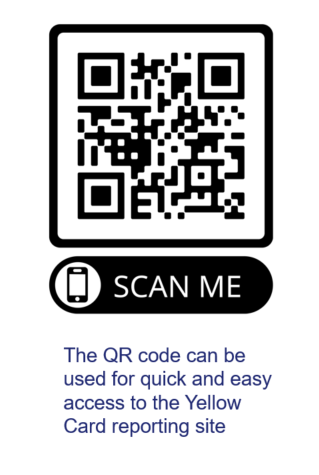 SCAN ME
The QR code can be
used for quick and easy
access to the Yellow
Card reporting site